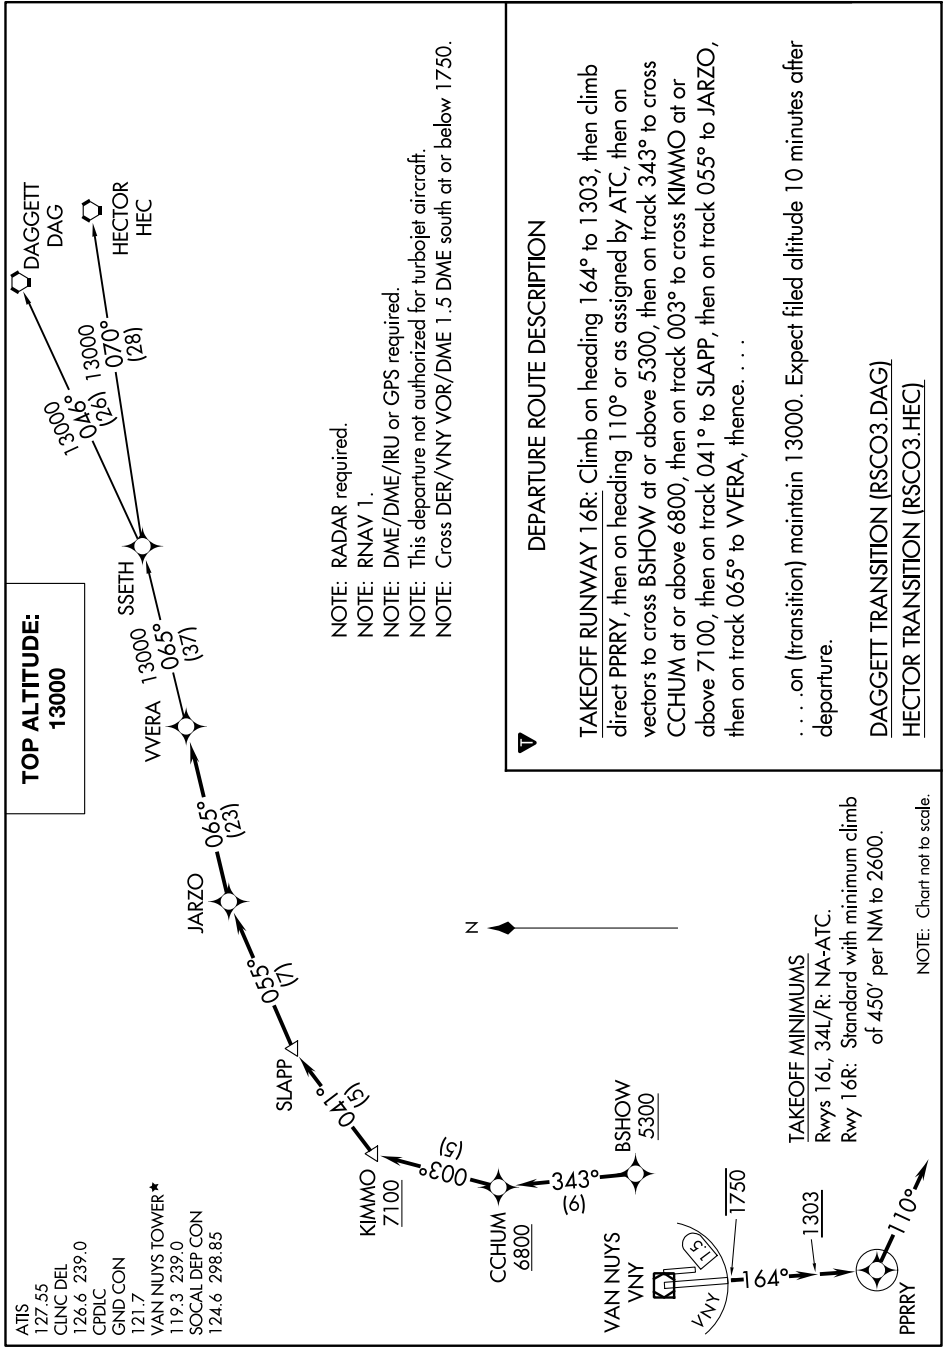 ATIS
127.55
CLNC DEL
126.6 239.0
CPDLC
GND CON
121.7
VAN NUYS TOWER★
119.3 239.0
SOCAL DEP CON
124.6 298.85
TOP ALTITUDE:
13000
DAGGETT
DAG
HECTOR
HEC
13000
046°
(26)
13000
070°
(28)
SSETH
13000
065°
(37)
VVERA
065°
(23)
JARZO
055°
(7)
SLAPP
041°
(5)
KIMMO
7100
003°
(5)
CCHUM
6800
343°
(6)
BSHOW
5300
VAN NUYS
VNY
1.5
VNY
1750
164°
1303
PPRRY
110°
N
NOTE: RADAR required.
NOTE: RNAV 1.
NOTE: DME/DME/IRU or GPS required.
NOTE: This departure not authorized for turbojet aircraft.
NOTE: Cross DER/VNY VOR/DME 1.5 DME south at or below 1750.
TAKEOFF MINIMUMS
Rwys 16L, 34L/R: NA-ATC.
Rwy 16R: Standard with minimum climb
of 450' per NM to 2600.
NOTE: Chart not to scale.
T
DEPARTURE ROUTE DESCRIPTION
TAKEOFF RUNWAY 16R: Climb on heading 164° to 1303, then climb
direct PPRRY, then on heading 110° or as assigned by ATC, then on
vectors to cross BSHOW at or above 5300, then on track 343° to cross
CCHUM at or above 6800, then on track 003° to cross KIMMO at or
above 7100, then on track 041° to SLAPP, then on track 055° to JARZO,
then on track 065° to VVERA, thence. . . .
. . . .on (transition) maintain 13000. Expect filed altitude 10 minutes after
departure.
DAGGETT TRANSITION (RSCO3.DAG)
HECTOR TRANSITION (RSCO3.HEC)